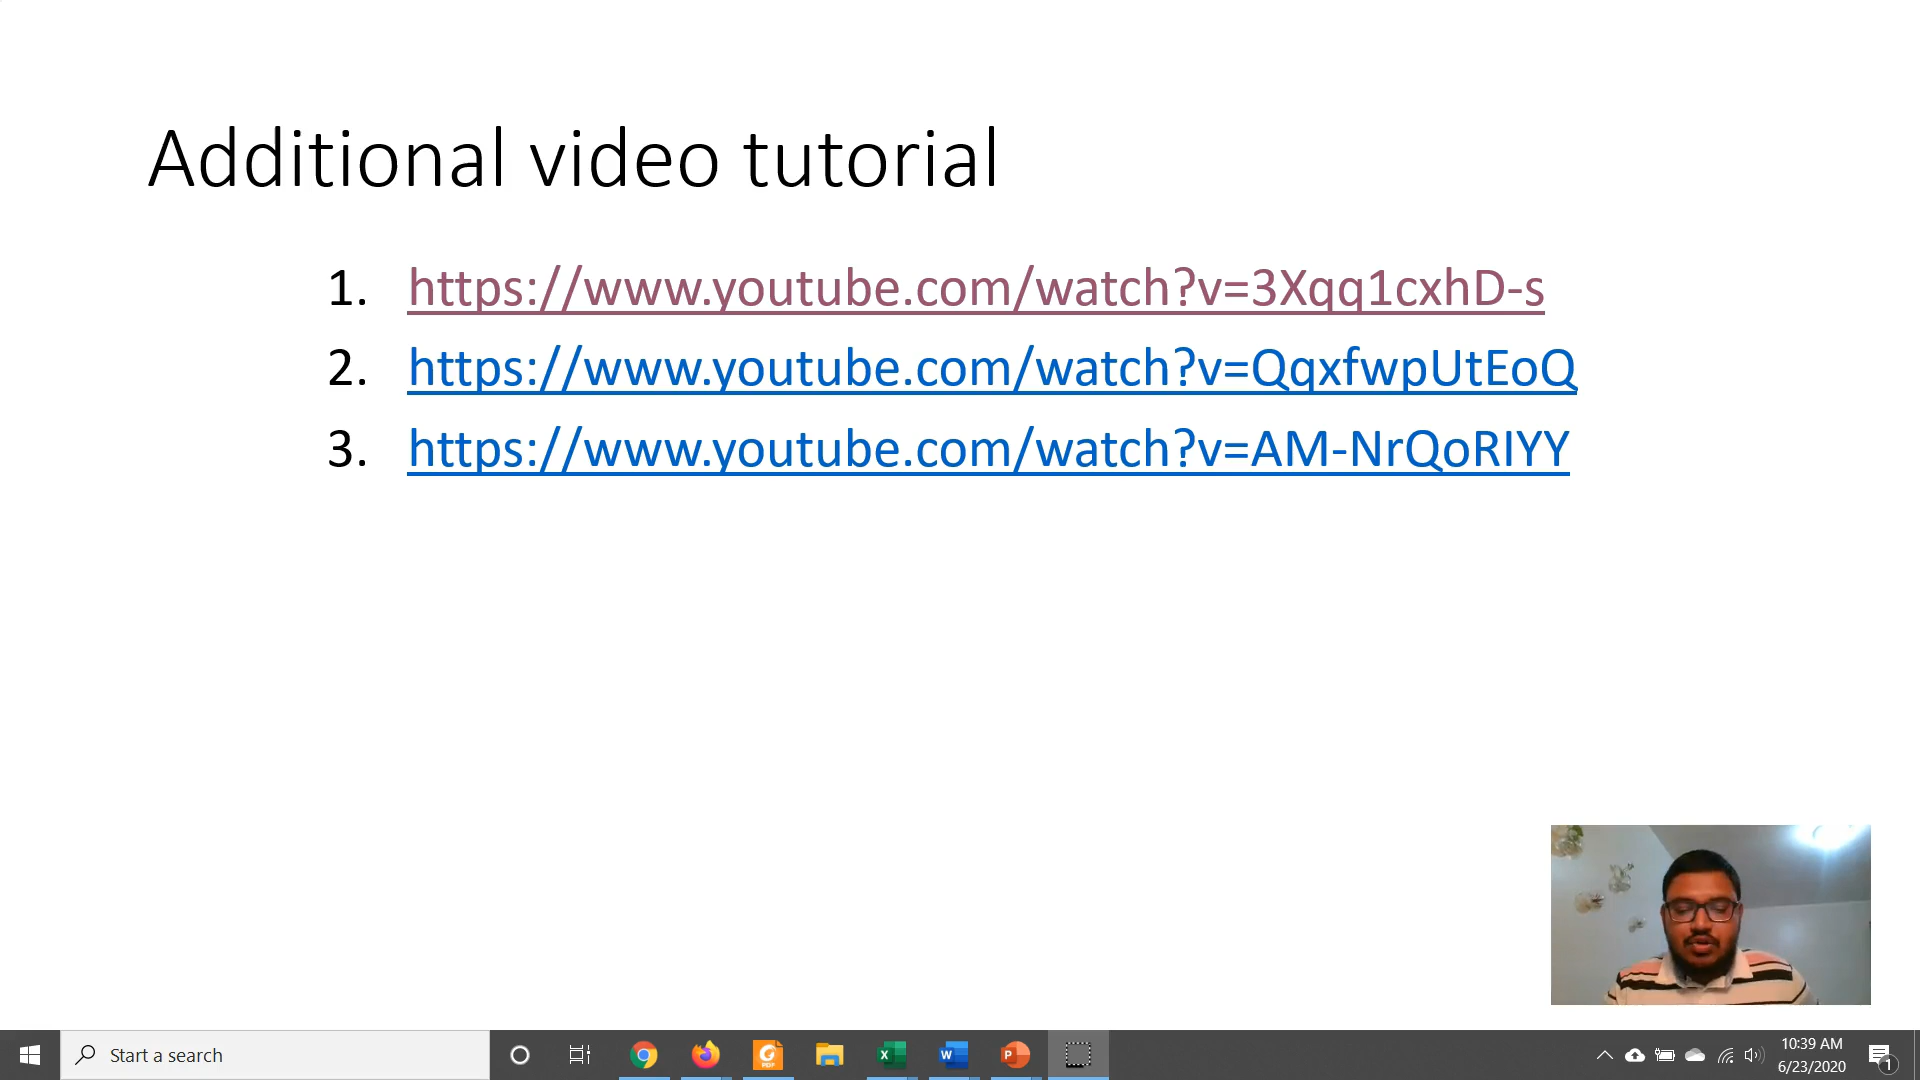 Additional video tutorial
1. https://www.youtube.com/watch?v=3Xqq1cxhD-s
2. https://www.youtube.com/watch?v=QqxfwpUtEoQ
3. https://www.youtube.com/watch?v=AM-NrQoRIYY
Start a search
10:39 AM
6/23/2020
1